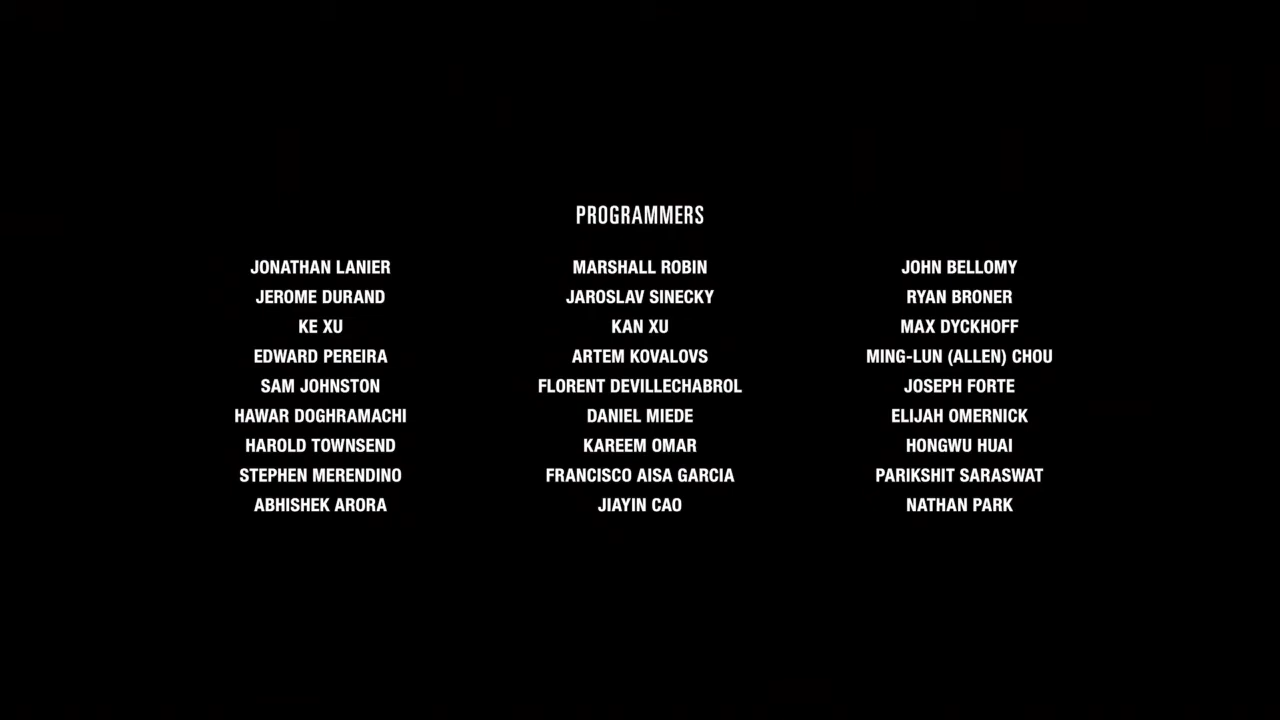 PROGRAMMERS
JONATHAN LANIER MARSHALL ROBIN JOHN BELLOMY
JEROME DURAND JAROSLAV SINECKY RYAN BRONER
KE XU KAN XU MAX DYCKHOFF
EDWARD PEREIRA ARTEM KOVALOVS MING-LUN (ALLEN) CHOU
SAM JOHNSTON FLORENT DEVILLECHABROL JOSEPH FORTE
HAWAR DOGHRAMACHI DANIEL MIEDE ELIJAH OMERNICK
HAROLD TOWNSEND KAREEM OMAR HONGWU HUAI
STEPHEN MERENDINO FRANCISCO AISA GARCIA PARIKSHIT SARASWAT
ABHISHEK ARORA JIAYIN CAO NATHAN PARK